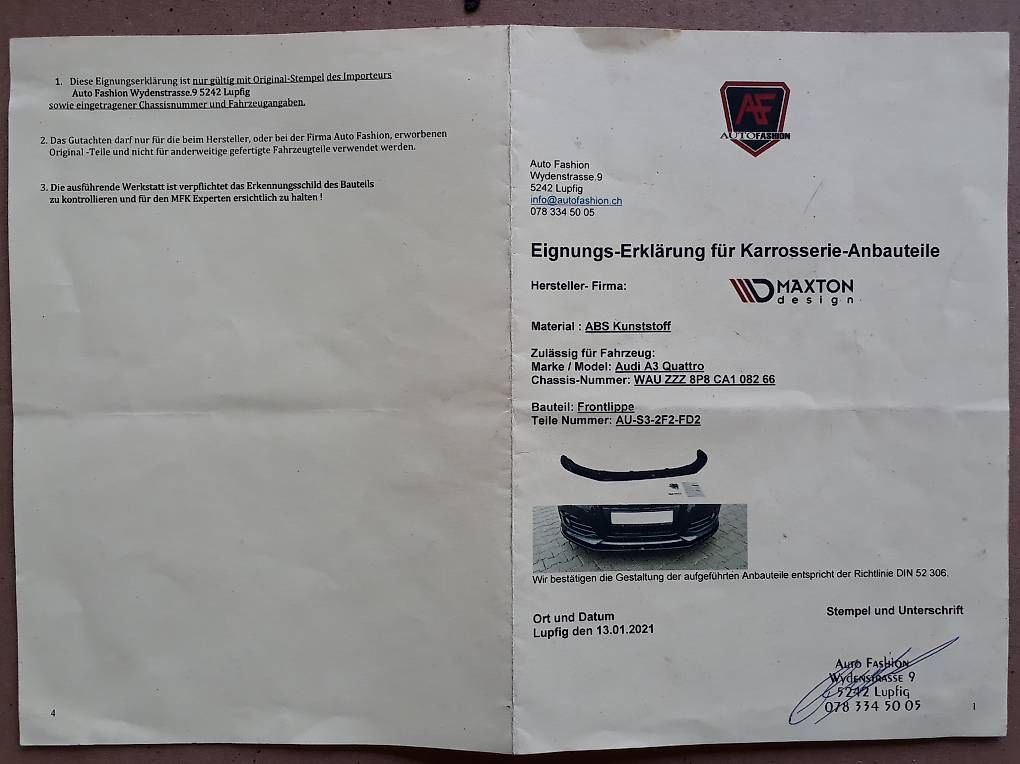 1. Diese Eignungserklärung ist nur gültig mit Original-Stempel des Importeurs
Auto Fashion Wydenstrasse.9 5242 Lupfig
sowie eingetragener Chassisnummer und Fahrzeugangaben.
2. Das Gutachten darf nur für die beim Hersteller, oder bei der Firma Auto Fashion, erworbenen
Original -Teile und nicht für anderweitige gefertigte Fahrzeugteile verwendet werden.
3. Die ausführende Werkstatt ist verpflichtet das Erkennungsschild des Bauteils
zu kontrollieren und für den MFK Experten ersichtlich zu halten !
4
AF
AUTOFASHION
Auto Fashion
Wydenstrasse.9
5242 Lupfig
info@autofashion.ch
078 334 50 05
Eignungs-Erklärung für Karrosserie-Anbauteile
Hersteller- Firma:
MAXTON
design
Material : ABS Kunststoff
Zulässig für Fahrzeug:
Marke / Model: Audi A3 Quattro
Chassis-Nummer: WAU ZZZ 8P8 CA1 082 66
Bauteil: Frontlippe
Teile Nummer: AU-S3-2F2-FD2
Wir bestätigen die Gestaltung der aufgeführten Anbauteile entspricht der Richtlinie DIN 52 306.
Ort und Datum
Lupfig den 13.01.2021
Stempel und Unterschrift
Auto Fashion
Wydenstrasse 9
5242 Lupfig
078 334 50 05
1